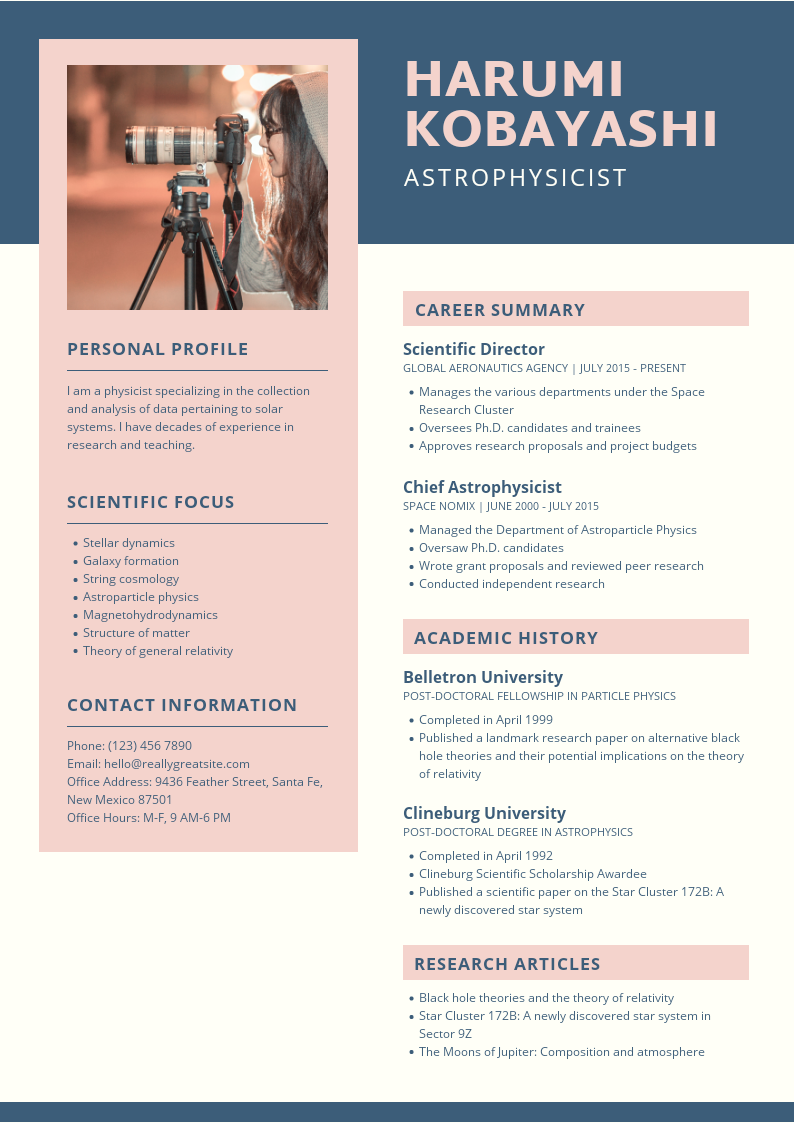 HARUMI
KOBAYASHI
ASTROPHYSICIST
PERSONAL PROFILE
I am a physicist specializing in the collection
and analysis of data pertaining to solar
systems. I have decades of experience in
research and teaching.
SCIENTIFIC FOCUS
• Stellar dynamics
• Galaxy formation
• String cosmology
• Astroparticle physics
• Magnetohydrodynamics
• Structure of matter
• Theory of general relativity
CONTACT INFORMATION
Phone: (123) 456 7890
Email: hello@reallygreatsite.com
Office Address: 9436 Feather Street, Santa Fe,
New Mexico 87501
Office Hours: M-F, 9 AM-6 PM
CAREER SUMMARY
Scientific Director
GLOBAL AERONAUTICS AGENCY | JULY 2015 - PRESENT
• Manages the various departments under the Space
Research Cluster
• Oversees Ph.D. candidates and trainees
• Approves research proposals and project budgets
Chief Astrophysicist
SPACE NOMIX | JUNE 2000 - JULY 2015
• Managed the Department of Astroparticle Physics
• Oversaw Ph.D. candidates
• Wrote grant proposals and reviewed peer research
• Conducted independent research
ACADEMIC HISTORY
Belletron University
POST-DOCTORAL FELLOWSHIP IN PARTICLE PHYSICS
• Completed in April 1999
• Published a landmark research paper on alternative black
hole theories and their potential implications on the theory
of relativity
Clineburg University
POST-DOCTORAL DEGREE IN ASTROPHYSICS
• Completed in April 1992
• Clineburg Scientific Scholarship Awardee
• Published a scientific paper on the Star Cluster 172B: A
newly discovered star system
RESEARCH ARTICLES
• Black hole theories and the theory of relativity
• Star Cluster 172B: A newly discovered star system in
Sector 9Z
• The Moons of Jupiter: Composition and atmosphere